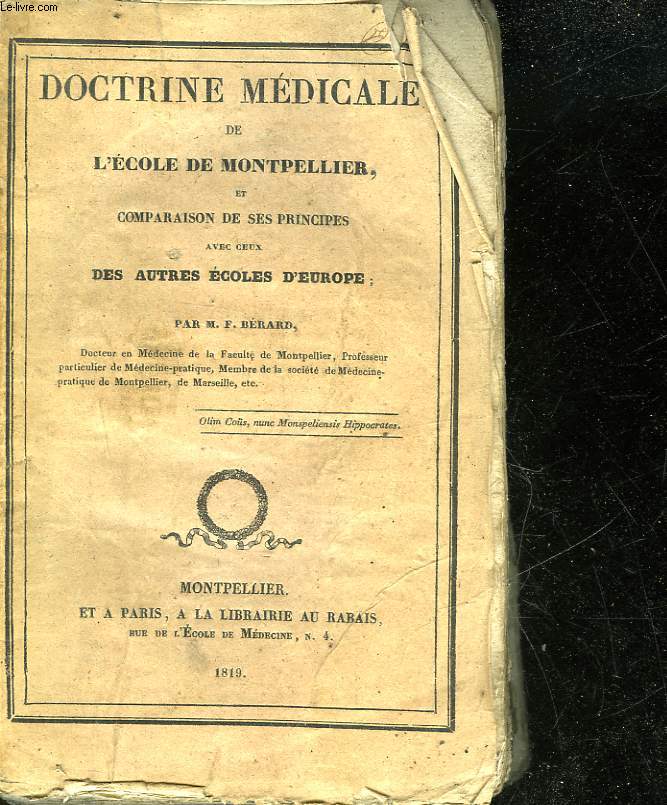 Le-livre.com
DOCTRINE MÉDICALE
DE
L'ÉCOLE DE MONTPELLIER,
ET
COMPARAISON DE SES PRINCIPES
AVEC CEUX
DES AUTRES ÉCOLES D'EUROPE;
PAR M. F. BÉRARD,
Docteur en Médecine de la Faculté de Montpellier, Professeur
particulier de Médecine-pratique, Membre de la société de Médecine-
pratique de Montpellier, de Marseille, etc.
Olim Coüs, nunc Monspeliensis Hippocrates.
MONTPELLIER.
ET A PARIS, A LA LIBRAIRIE AU RABAIS,
RUE DE L'ÉCOLE DE MÉDECINE, N. 4.
1819.